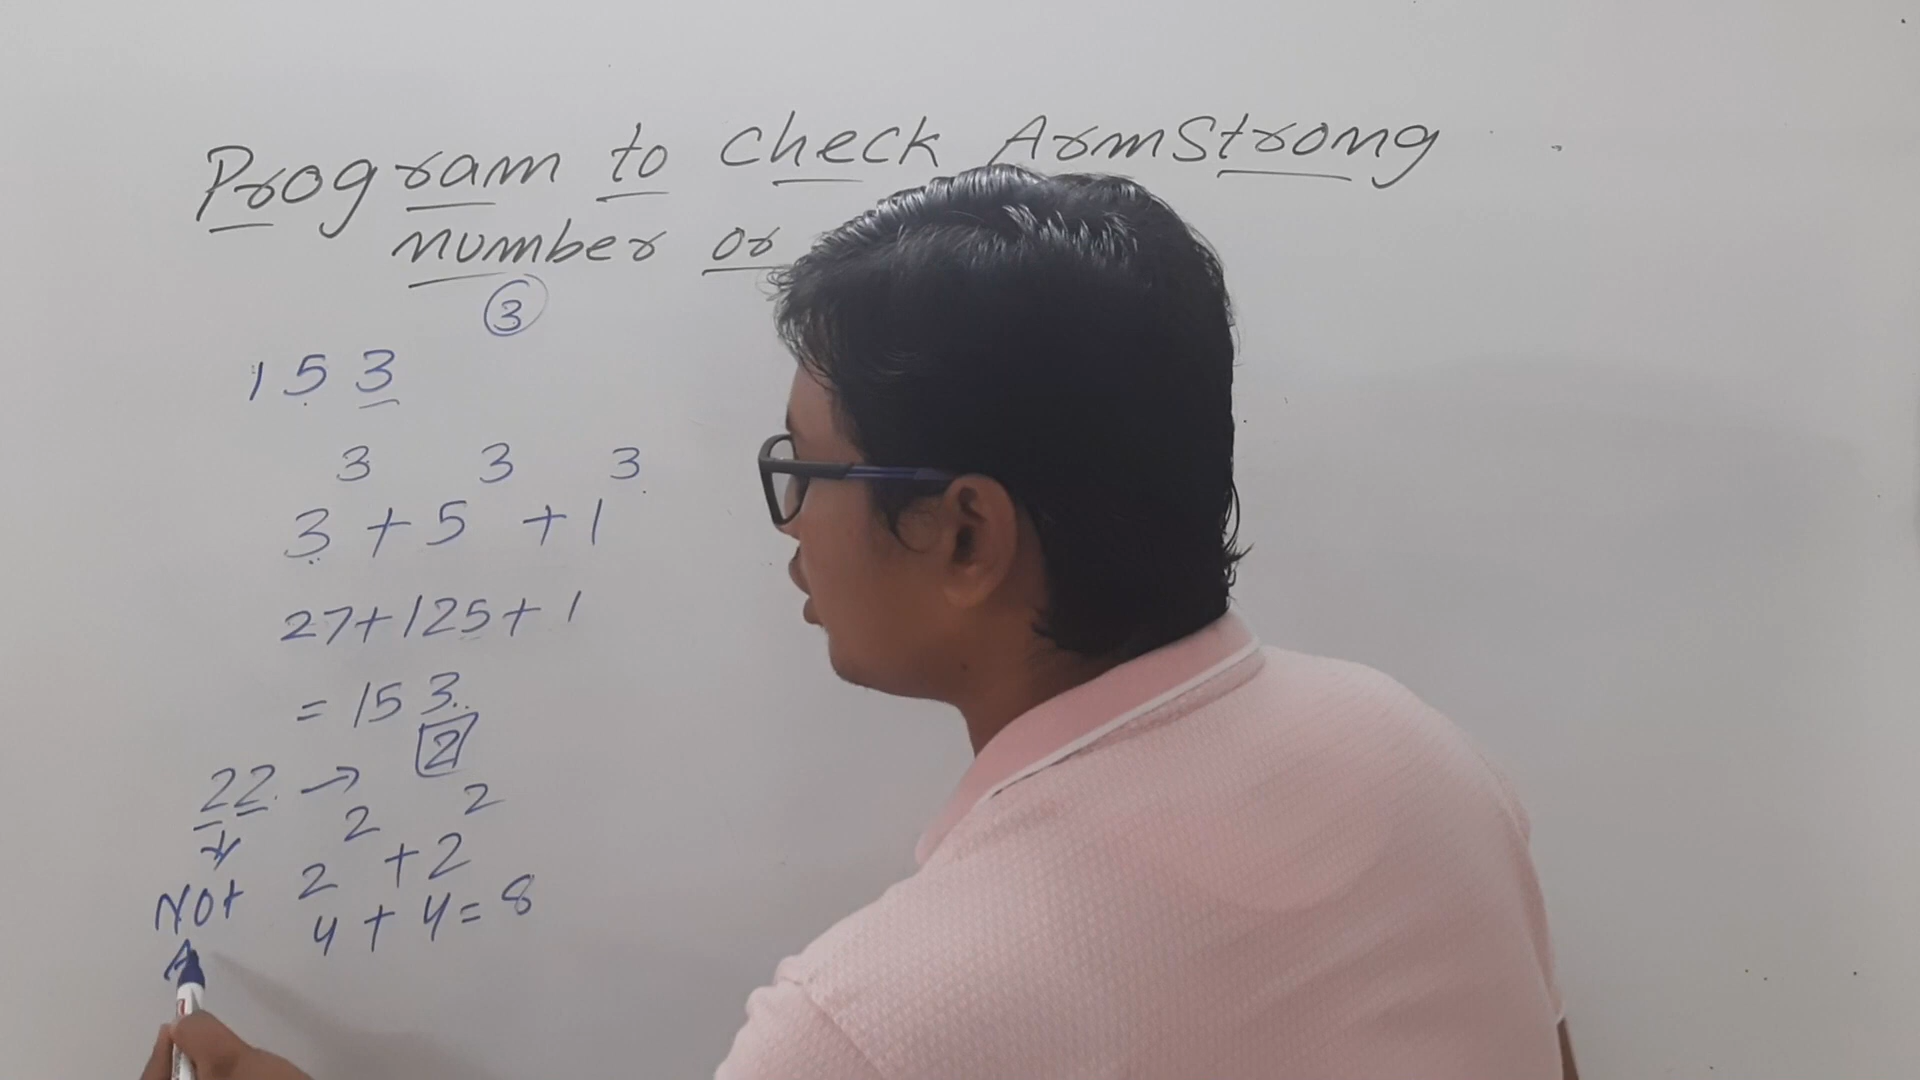 Program to check ArmStrong
number or
③
153
3 3 3
3 + 5 + 1
27+125+ 1
= 153
2
22 →
2 2
2 + 2
Not
4 + 4 = 8
A